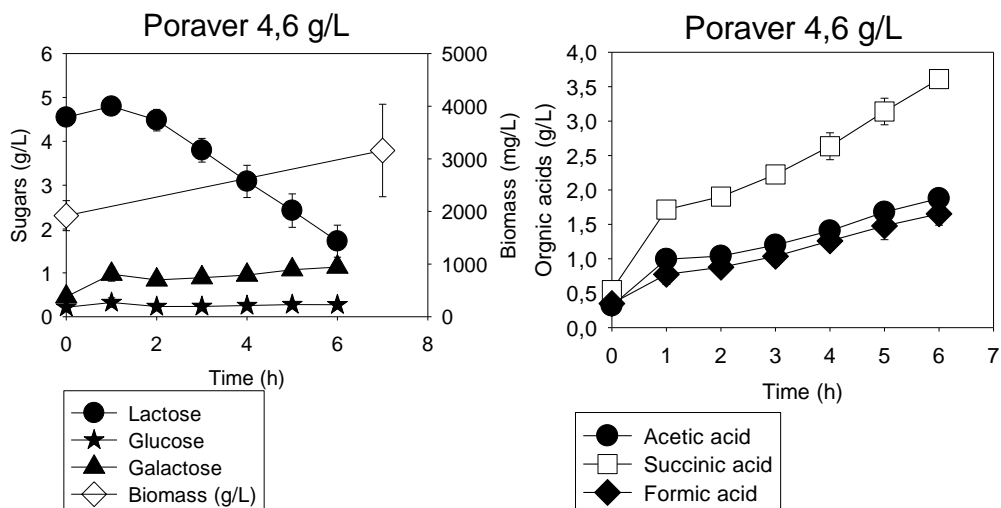 Poraver 4,6 g/L
Sugars (g/L)
6
5
4
3
2
1
0
5000
4000
3000
2000
1000
0
Biomass (mg/L)
0 2 4 6 8
Time (h)
Lactose
Glucose
Galactose
Biomass (g/L)
Poraver 4,6 g/L
Orgnic acids (g/L)
4,0
3,5
3,0
2,5
2,0
1,5
1,0
0,5
0,0
0 1 2 3 4 5 6 7
Time (h)
Acetic acid
Succinic acid
Formic acid